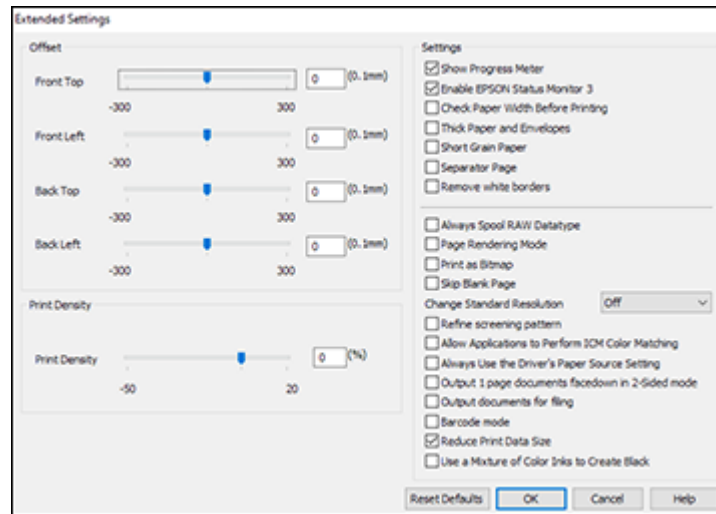 Extended Settings
Offset
Front Top
0 (0.1mm)
-300 300
Front Left
0 (0.1mm)
-300 300
Back Top
0 (0.1mm)
-300 300
Back Left
0 (0.1mm)
-300 300
Print Density
Print Density
0 (%)
-50 20
Settings
Show Progress Meter
Enable EPSON Status Monitor 3
Check Paper Width Before Printing
Thick Paper and Envelopes
Short Grain Paper
Separator Page
Remove white borders
Always Spool RAW Datatype
Page Rendering Mode
Print as Bitmap
Skip Blank Page
Change Standard Resolution Off
Refine screening pattern
Allow Applications to Perform ICM Color Matching
Always Use the Driver's Paper Source Setting
Output 1 page documents facedown in 2-Sided mode
Output documents for filing
Barcode mode
Reduce Print Data Size
Use a Mixture of Color Inks to Create Black
Reset Defaults OK Cancel Help